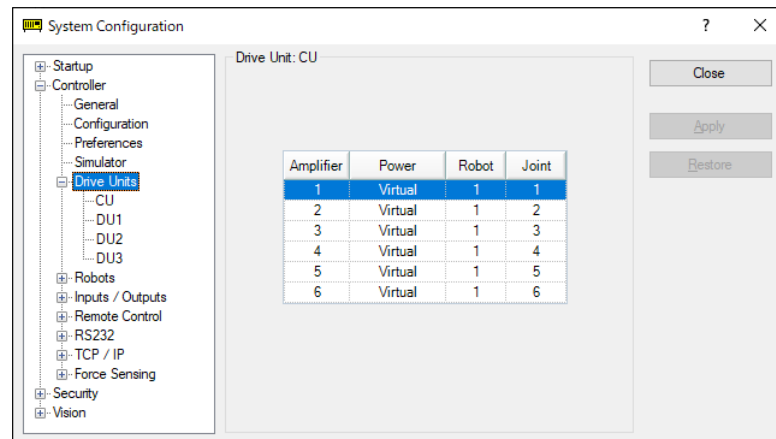 System Configuration
?
Startup
Controller
General
Configuration
Preferences
Simulator
Drive Units
CU
DU1
DU2
DU3
Robots
Inputs / Outputs
Remote Control
RS232
TCP / IP
Force Sensing
Security
Vision
Drive Unit: CU
Amplifier Power Robot Joint
1 Virtual 1 1
2 Virtual 1 2
3 Virtual 1 3
4 Virtual 1 4
5 Virtual 1 5
6 Virtual 1 6
Close
Apply
Restore